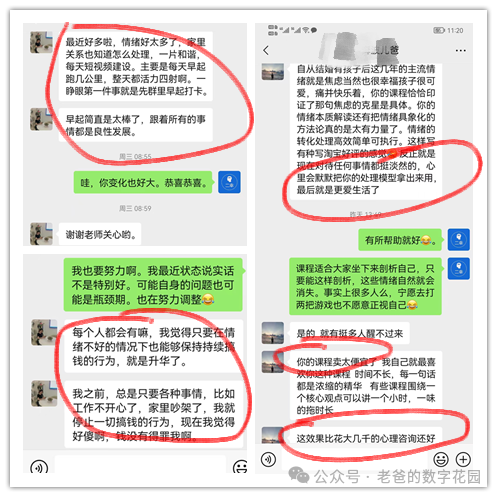 最近好多啦，情绪好太多了，家里
关系也知道怎么处理，一片和谐，
每天短视频建设。主要是每天早起
跑几公里，整天都活力四射啊。一
睁眼第一件事就是先群里早起打卡。
早起简直是太棒了，跟着所有的事
情都是良性发展。
周三 08:55
哇，你变化也好大。恭喜恭喜。
周三 08:59
谢谢老师关心哟。
我也要努力啊。我最近状态说实话
不是特别好。可能自身的问题也可
能是瓶颈期。也在努力调整😂
每个人都会有嘛，我觉得只要在情
绪不好的情况下也能够保持持续搞
钱的行为，就是升华了。
我之前，总是只要各种事情，比如
工作不开心了，家里吵架了，我就
停止一切搞钱的行为，现在我觉得
好傻啊，钱没有得罪我啊。
11:20
儿爸
自从结婚有孩子后这几年的主流情
绪就是焦虑当然也很幸福孩子很可
爱，痛并快乐着，你的课程恰恰印
证了那句焦虑的克星是具体。你的
情绪本质解读还有把情绪具象化的
方法论真的是太有力量了。情绪的
转化处理高效简单可执行。这样写
有种写淘宝好评的感觉 反正就是
现在对待任何事情都挺淡然的，心
里会默默把你的处理模型拿出来用，
最后就是更爱生活了
昨天
有所帮助就好😂。
课程适合大家坐下来剖析自己，只
要能这样剖析，这些情绪自然就会
消失。事实上很多人么，宁愿去打
两把游戏也不愿意正视自己😂
是的 就有挺多人醒不过来
你的课程卖太便宜了 我自己就最喜
欢你这种课程 时间不长，每一句话
都是浓缩的精华 有些课程围绕一
个核心观点可以讲一个小时，一味
的拖时长
这效果比花大几千的心理咨询还好
公众号·老爸的数字花园